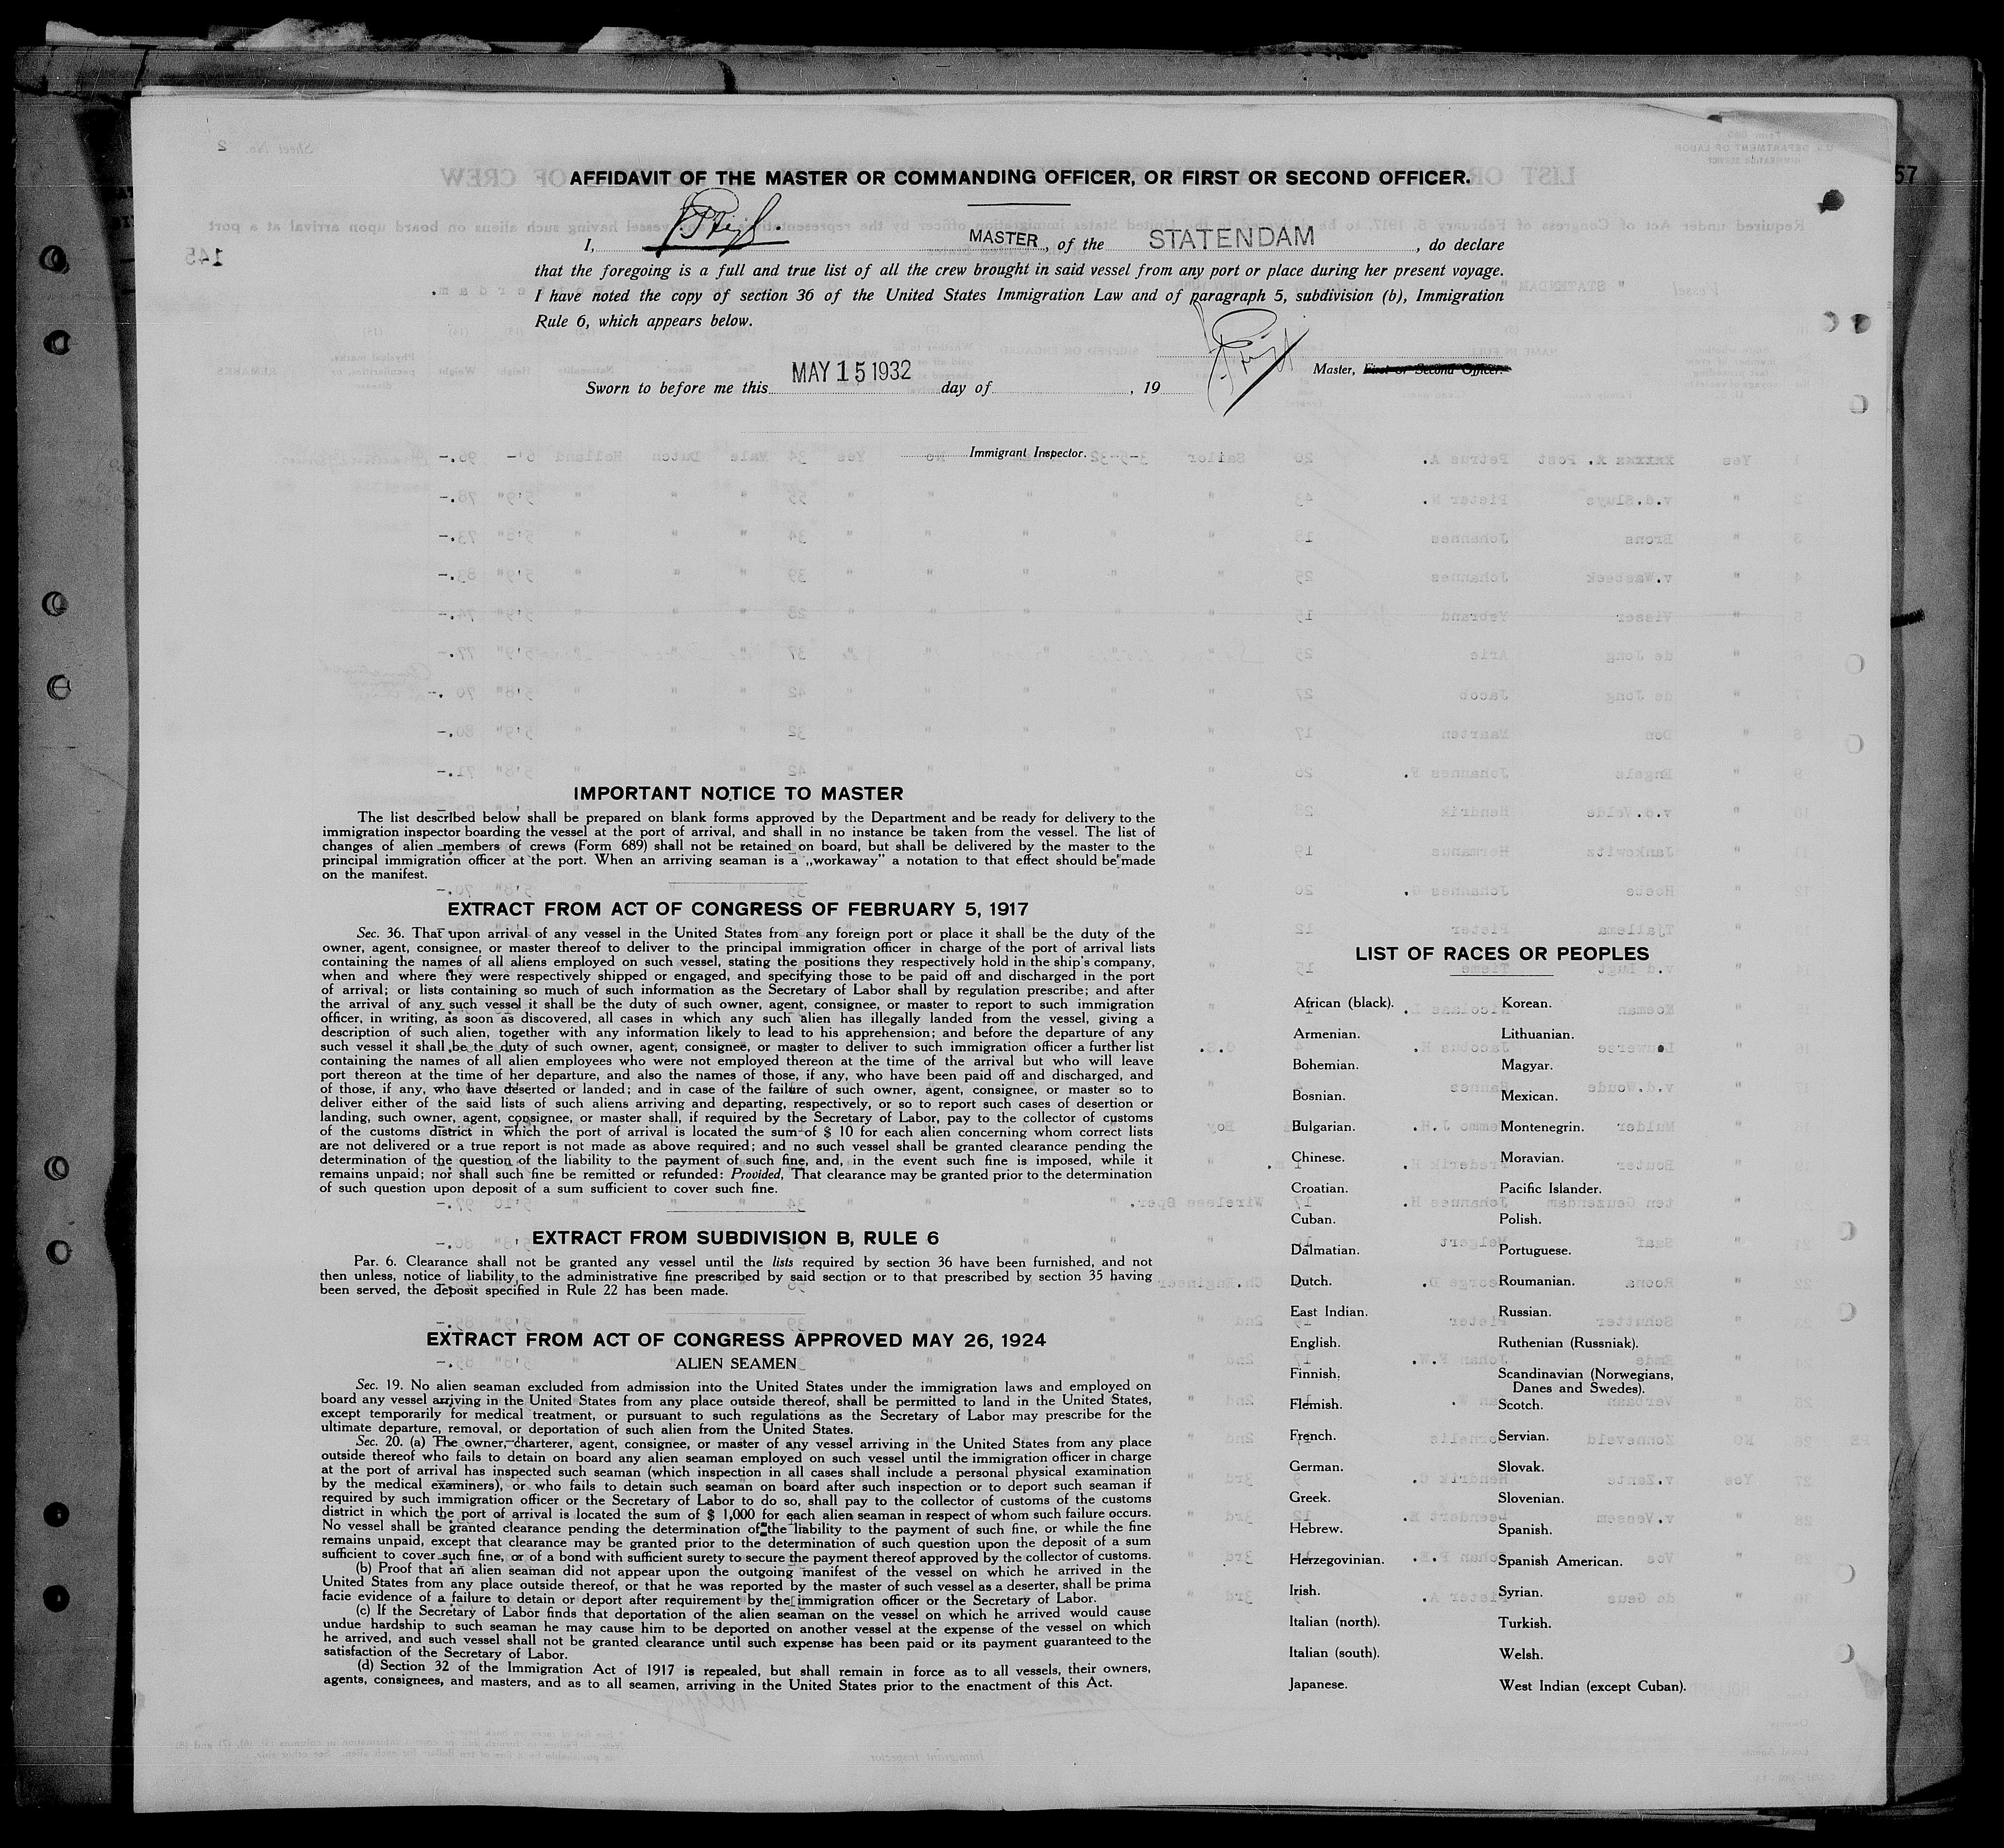 57
AFFIDAVIT OF THE MASTER OR COMMANDING OFFICER, OR FIRST OR SECOND OFFICER.
I, MASTER, of the STATENDAM, do declare
that the foregoing is a full and true list of all the crew brought in said vessel from any port or place during her present voyage.
I have noted the copy of section 36 of the United States Immigration Law and of paragraph 5, subdivision (b), Immigration
Rule 6, which appears below.
Master, First or Second Officer.
Sworn to before me this MAY 15 1932 day of , 19
Immigrant Inspector.
IMPORTANT NOTICE TO MASTER
The list described below shall be prepared on blank forms approved by the Department and be ready for delivery to the
immigration inspector boarding the vessel at the port of arrival, and shall in no instance be taken from the vessel. The list of
changes of alien members of crews (Form 689) shall not be retained on board, but shall be delivered by the master to the
principal immigration officer at the port. When an arriving seaman is a „workaway” a notation to that effect should be made
on the manifest.
EXTRACT FROM ACT OF CONGRESS OF FEBRUARY 5, 1917
Sec. 36. That upon arrival of any vessel in the United States from any foreign port or place it shall be the duty of the
owner, agent, consignee, or master thereof to deliver to the principal immigration officer in charge of the port of arrival lists
containing the names of all aliens employed on such vessel, stating the positions they respectively hold in the ship's company,
when and where they were respectively shipped or engaged, and specifying those to be paid off and discharged in the port
of arrival; or lists containing so much of such information as the Secretary of Labor shall by regulation prescribe; and after
the arrival of any such vessel it shall be the duty of such owner, agent, consignee, or master to report to such immigration
officer, in writing, as soon as discovered, all cases in which any such alien has illegally landed from the vessel, giving a
description of such alien, together with any information likely to lead to his apprehension; and before the departure of any
such vessel it shall be the duty of such owner, agent, consignee, or master to deliver to such immigration officer a further list
containing the names of all alien employees who were not employed thereon at the time of the arrival but who will leave
port thereon at the time of her departure, and also the names of those, if any, who have been paid off and discharged, and
of those, if any, who have deserted or landed; and in case of the failure of such owner, agent, consignee, or master so to
deliver either of the said lists of such aliens arriving and departing, respectively, or so to report such cases of desertion or
landing, such owner, agent, consignee, or master shall, if required by the Secretary of Labor, pay to the collector of customs
of the customs district in which the port of arrival is located the sum of $ 10 for each alien concerning whom correct lists
are not delivered or a true report is not made as above required; and no such vessel shall be granted clearance pending the
determination of the question of the liability to the payment of such fine, and, in the event such fine is imposed, while it
remains unpaid; nor shall such fine be remitted or refunded: Provided, That clearance may be granted prior to the determination
of such question upon deposit of a sum sufficient to cover such fine.
EXTRACT FROM SUBDIVISION B, RULE 6
Par. 6. Clearance shall not be granted any vessel until the lists required by section 36 have been furnished, and not
then unless, notice of liability to the administrative fine prescribed by said section or to that prescribed by section 35 having
been served, the deposit specified in Rule 22 has been made.
EXTRACT FROM ACT OF CONGRESS APPROVED MAY 26, 1924
ALIEN SEAMEN
Sec. 19. No alien seaman excluded from admission into the United States under the immigration laws and employed on
board any vessel arriving in the United States from any place outside thereof, shall be permitted to land in the United States,
except temporarily for medical treatment, or pursuant to such regulations as the Secretary of Labor may prescribe for the
ultimate departure, removal, or deportation of such alien from the United States.
Sec. 20. (a) The owner, charterer, agent, consignee, or master of any vessel arriving in the United States from any place
outside thereof who fails to detain on board any alien seaman employed on such vessel until the immigration officer in charge
at the port of arrival has inspected such seaman (which inspection in all cases shall include a personal physical examination
by the medical examiners), or who fails to detain such seaman on board after such inspection or to deport such seaman if
required by such immigration officer or the Secretary of Labor to do so, shall pay to the collector of customs of the customs
district in which the port of arrival is located the sum of $ 1,000 for each alien seaman in respect of whom such failure occurs.
No vessel shall be granted clearance pending the determination of the liability to the payment of such fine, or while the fine
remains unpaid, except that clearance may be granted prior to the determination of such question upon the deposit of a sum
sufficient to cover such fine, or of a bond with sufficient surety to secure the payment thereof approved by the collector of customs.
(b) Proof that an alien seaman did not appear upon the outgoing manifest of the vessel on which he arrived in the
United States from any place outside thereof, or that he was reported by the master of such vessel as a deserter, shall be prima
facie evidence of a failure to detain or deport after requirement by the immigration officer or the Secretary of Labor.
(c) If the Secretary of Labor finds that deportation of the alien seaman on the vessel on which he arrived would cause
undue hardship to such seaman he may cause him to be deported on another vessel at the expense of the vessel on which
he arrived, and such vessel shall not be granted clearance until such expense has been paid or its payment guaranteed to the
satisfaction of the Secretary of Labor.
(d) Section 32 of the Immigration Act of 1917 is repealed, but shall remain in force as to all vessels, their owners,
agents, consignees, and masters, and as to all seamen, arriving in the United States prior to the enactment of this Act.
LIST OF RACES OR PEOPLES
African (black).
Armenian.
Bohemian.
Bosnian.
Bulgarian.
Chinese.
Croatian.
Cuban.
Dalmatian.
Dutch.
East Indian.
English.
Finnish.
Flemish.
French.
German.
Greek.
Hebrew.
Herzegovinian.
Irish.
Italian (north).
Italian (south).
Japanese.
Korean.
Lithuanian.
Magyar.
Mexican.
Montenegrin.
Moravian.
Pacific Islander.
Polish.
Portuguese.
Roumanian.
Russian.
Ruthenian (Russniak).
Scandinavian (Norwegians,
Danes and Swedes).
Scotch.
Servian.
Slovak.
Slovenian.
Spanish.
Spanish American.
Syrian.
Turkish.
Welsh.
West Indian (except Cuban).